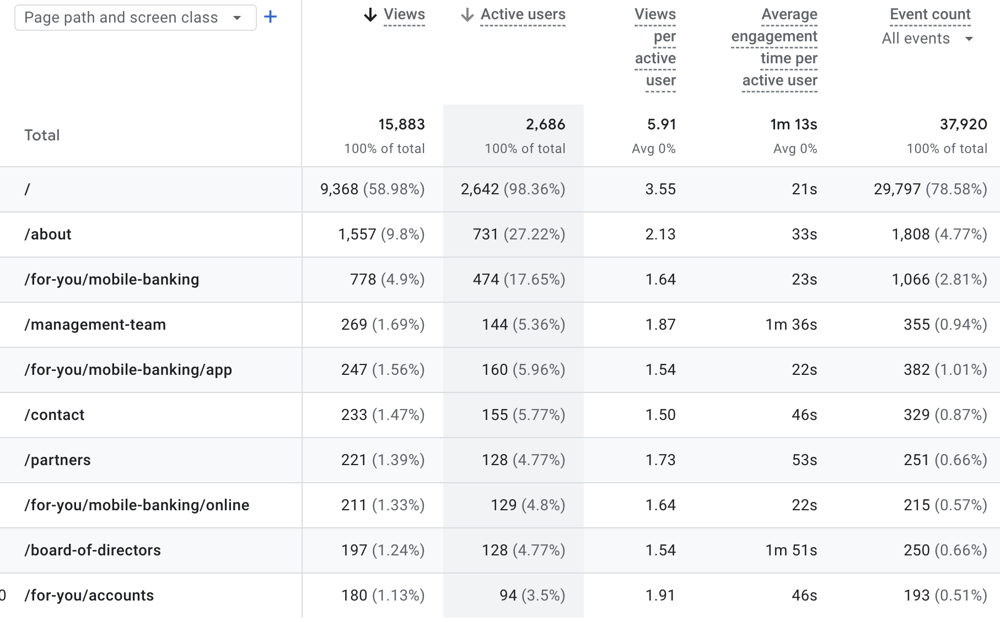 Page path and screen class
Views
Active users
Views per active user
Average engagement time per active user
Event count
All events
Total
15,883
2,686
5.91
1m 13s
37,920
100% of total
100% of total
Avg 0%
Avg 0%
100% of total
/ 9,368 (58.98%) 2,642 (98.36%) 3.55 21s 29,797 (78.58%)
/about 1,557 (9.8%) 731 (27.22%) 2.13 33s 1,808 (4.77%)
/for-you/mobile-banking 778 (4.9%) 474 (17.65%) 1.64 23s 1,066 (2.81%)
/management-team 269 (1.69%) 144 (5.36%) 1.87 1m 36s 355 (0.94%)
/for-you/mobile-banking/app 247 (1.56%) 160 (5.96%) 1.54 22s 382 (1.01%)
/contact 233 (1.47%) 155 (5.77%) 1.50 46s 329 (0.87%)
/partners 221 (1.39%) 128 (4.77%) 1.73 53s 251 (0.66%)
/for-you/mobile-banking/online 211 (1.33%) 129 (4.8%) 1.64 22s 215 (0.57%)
/board-of-directors 197 (1.24%) 128 (4.77%) 1.54 1m 51s 250 (0.66%)
0 /for-you/accounts 180 (1.13%) 94 (3.5%) 1.91 46s 193 (0.51%)